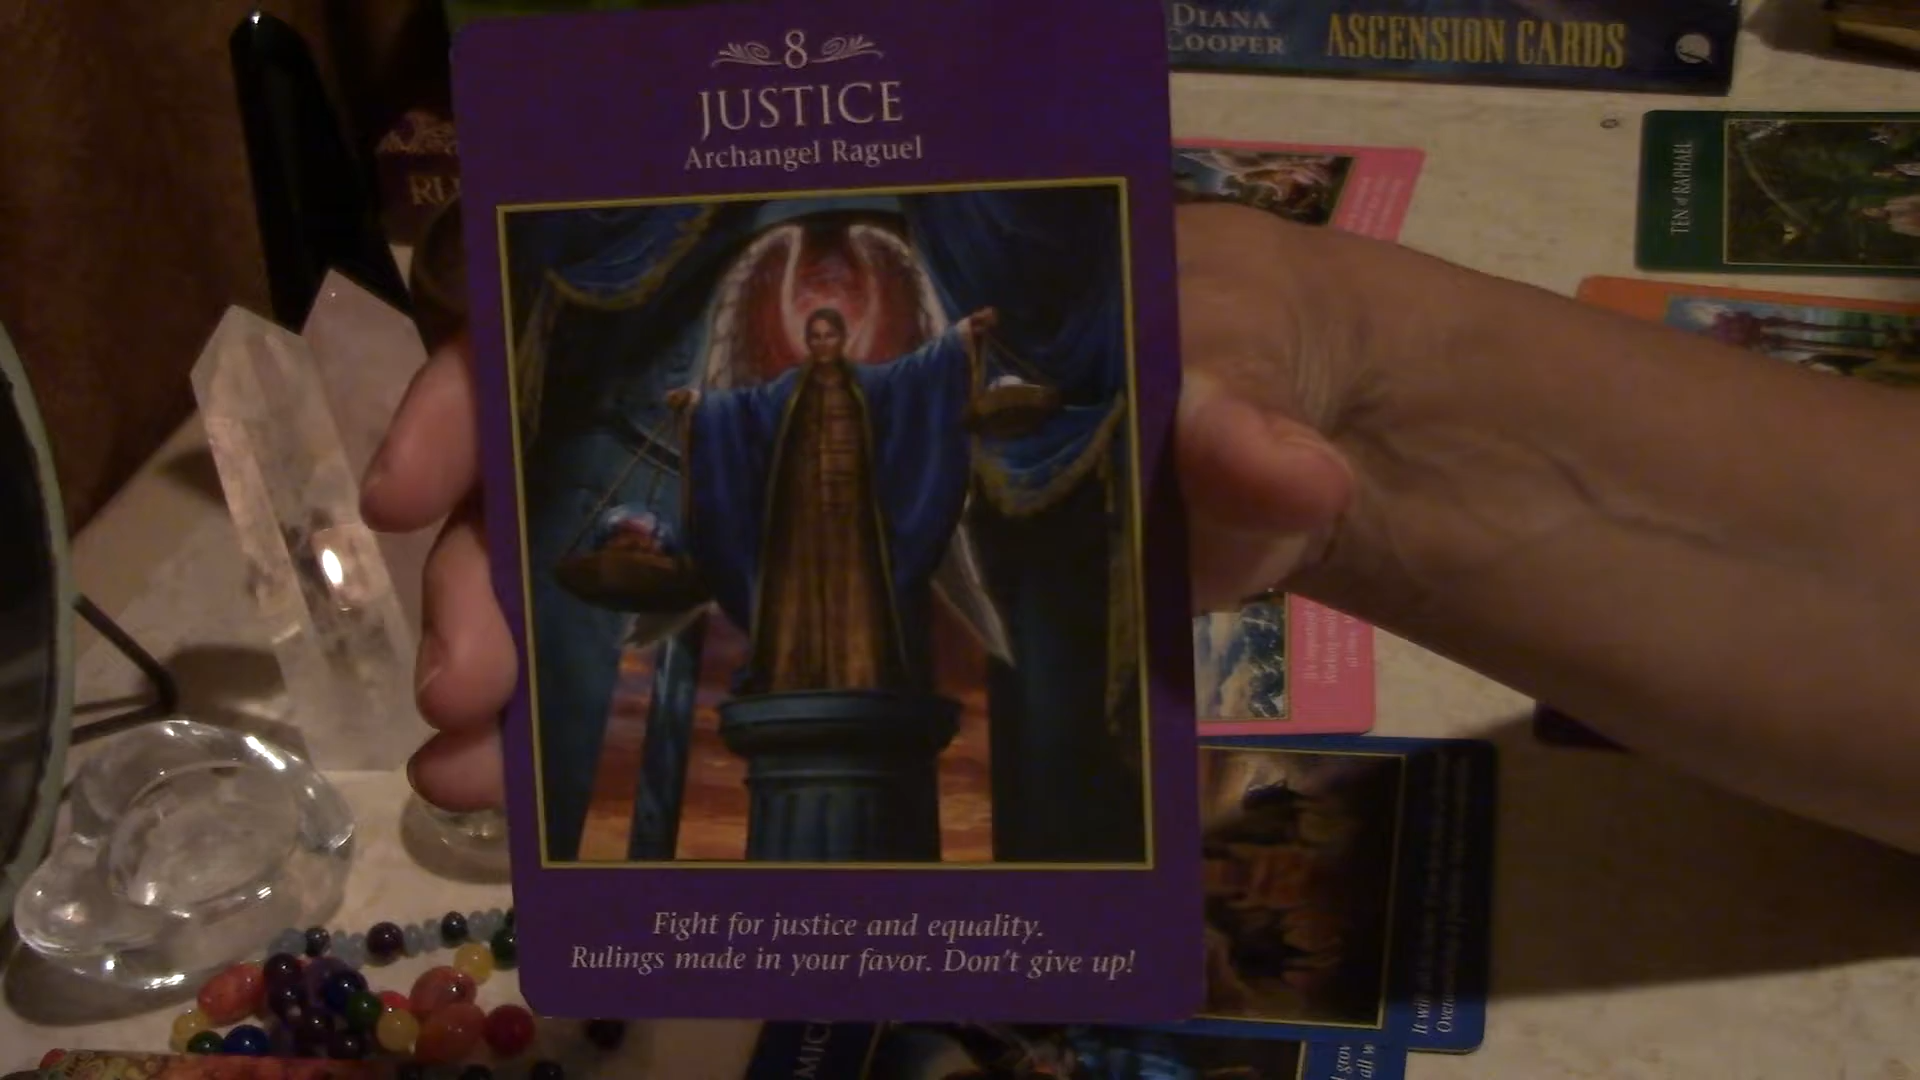 8
JUSTICE
Archangel Raguel
Fight for justice and equality.
Rulings made in your favor. Don't give up!
DIANA
COOPER
ASCENSION CARDS
TEN of RAPHAEL